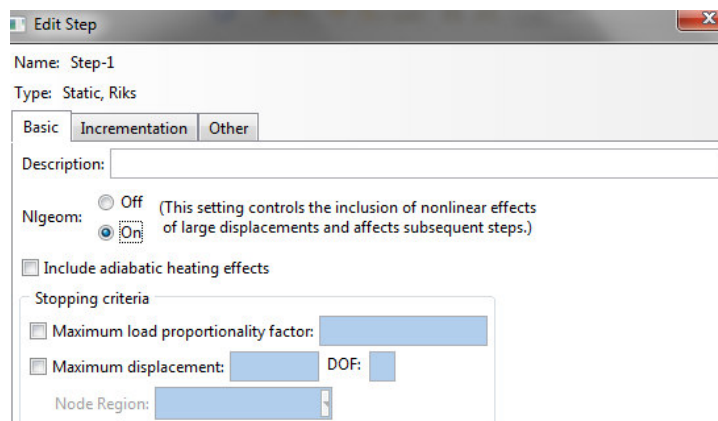 Edit Step
Name: Step-1
Type: Static, Riks
Basic Incrementation Other
Description:
Nlgeom: Off (This setting controls the inclusion of nonlinear effects
On of large displacements and affects subsequent steps.)
Include adiabatic heating effects
Stopping criteria
Maximum load proportionality factor:
Maximum displacement: DOF:
Node Region: